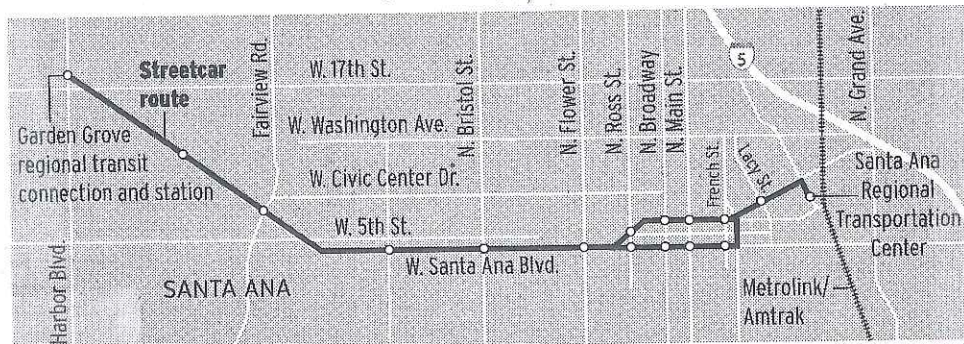 Streetcar
route
Garden Grove
regional transit
connection and station
Harbor Blvd.
Fairview Rd.
W. 17th St.
W. Washington Ave.
W. Civic Center Dr.
W. 5th St.
W. Santa Ana Blvd.
SANTA ANA
N. Bristol St.
N. Flower St.
N. Ross St.
N. Broadway
N. Main St.
French St.
Lacy St.
5
N. Grand Ave.
Santa Ana
Regional
Transportation
Center
Metrolink/
Amtrak